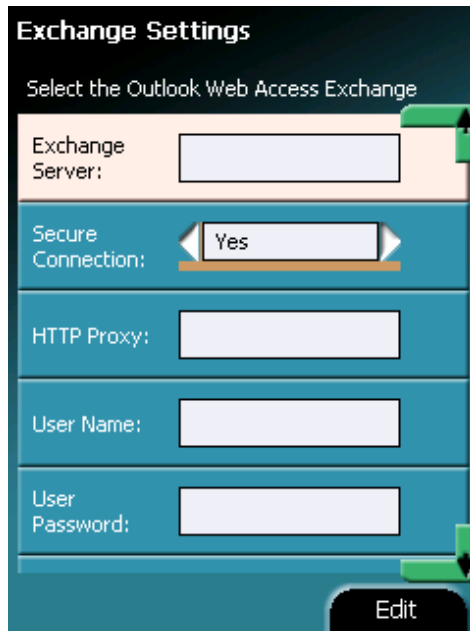 Exchange Settings
Select the Outlook Web Access Exchange
Exchange
Server:
Secure
Connection:
Yes
HTTP Proxy:
User Name:
User
Password:
Edit